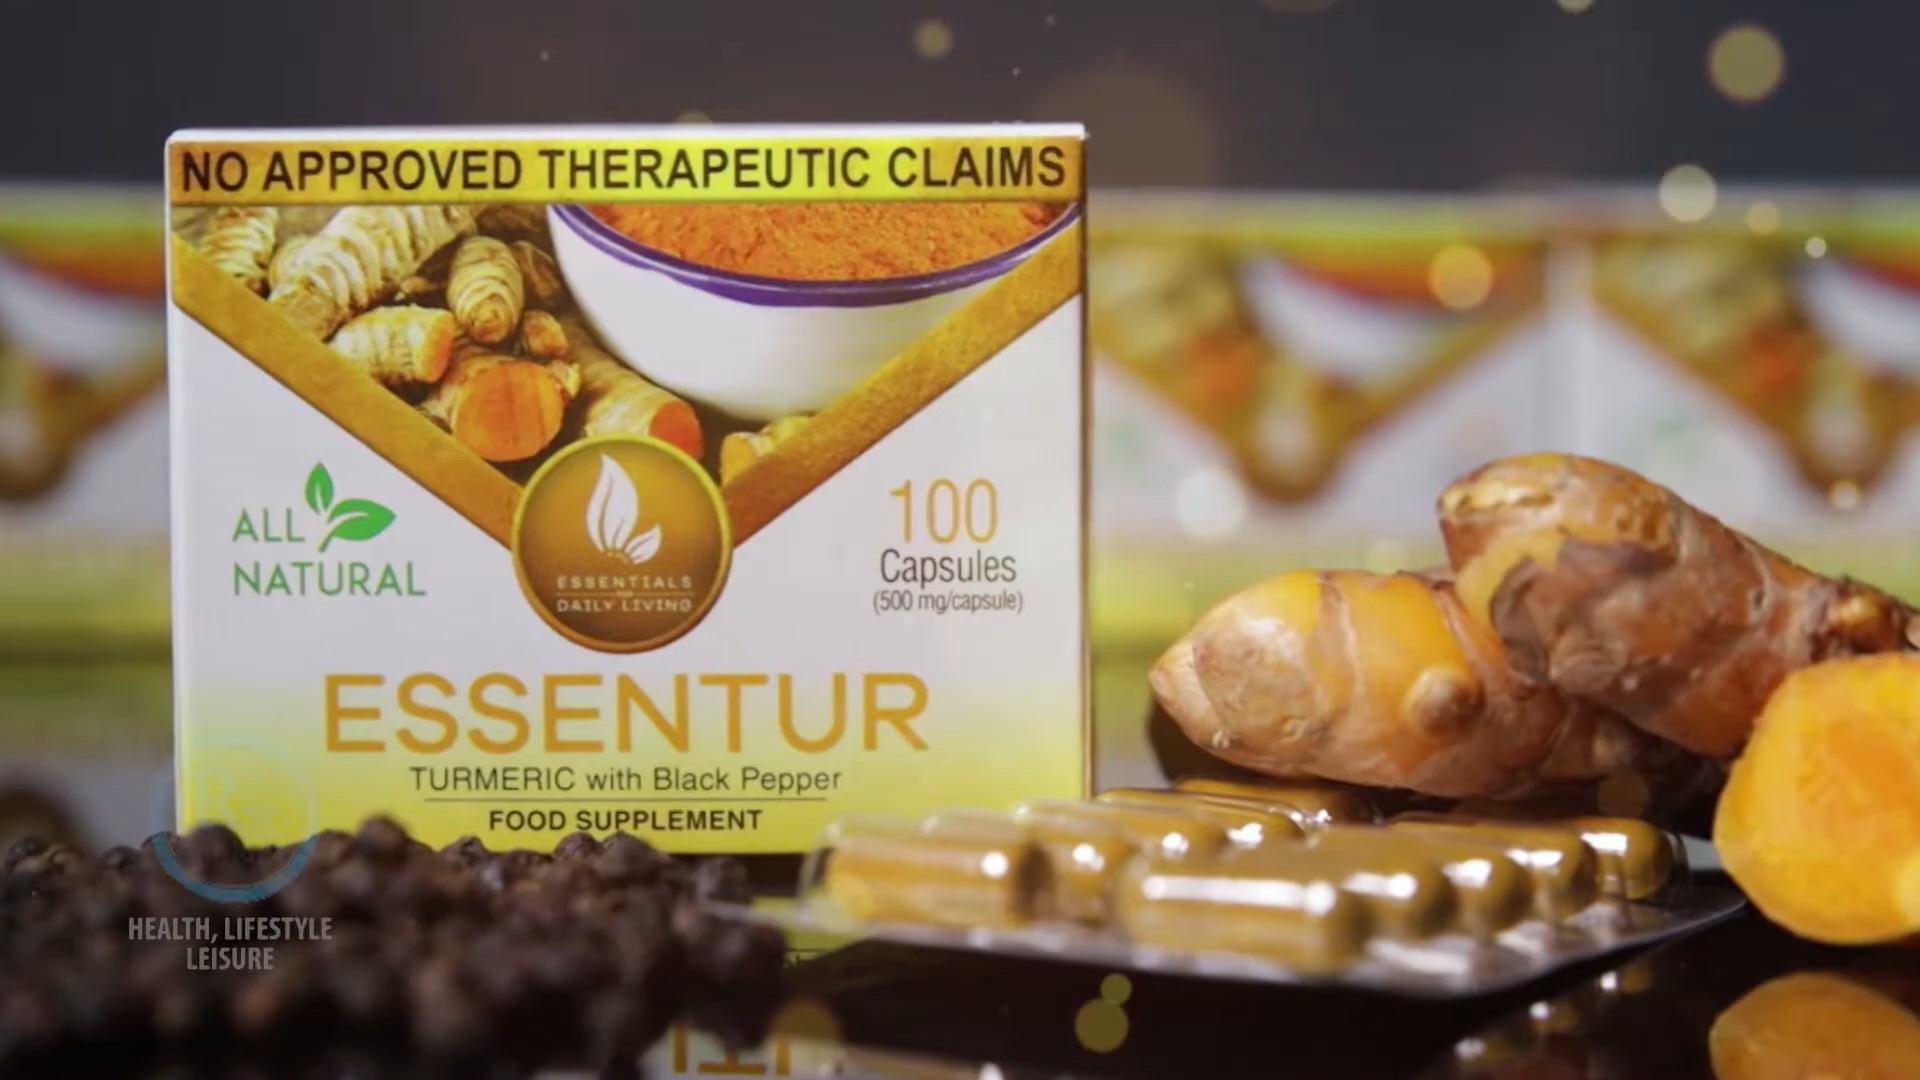 NO APPROVED THERAPEUTIC CLAIMS
ALL
NATURAL
ESSENTIALS
FOR
DAILY LIVING
100
Capsules
(500 mg/capsule)
ESSENTUR
TURMERIC with Black Pepper
FOOD SUPPLEMENT
HEALTH, LIFESTYLE
LEISURE